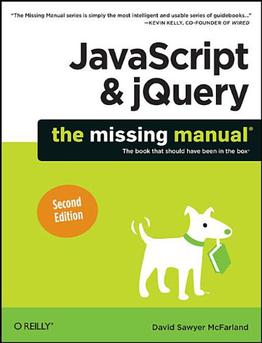 "The Missing Manual series is simply the most intelligent and usable series of guidebooks..."
—KEVIN KELLY, CO-FOUNDER OF WIRED
JavaScript
& jQuery
the missing manual®
The book that should have been in the box®
Second
Edition
O'REILLY®
David Sawyer McFarland